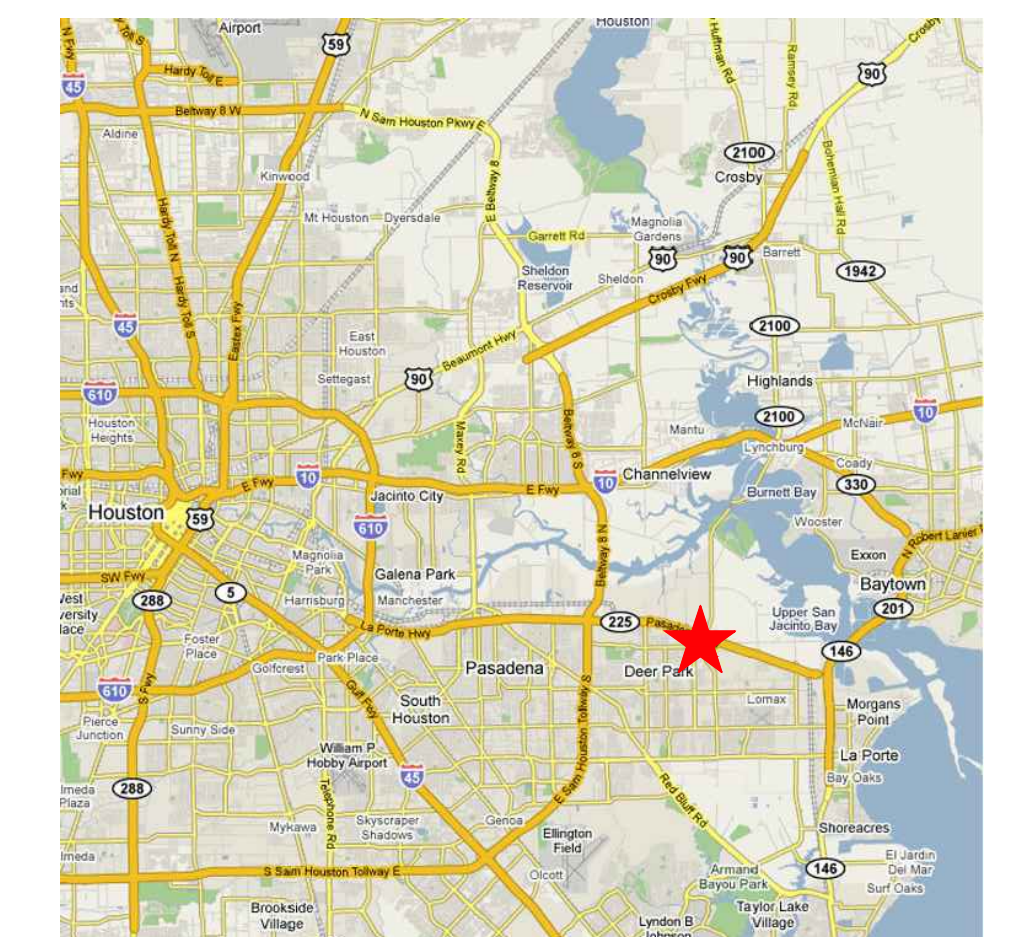 Airport
Houston
59
N Fwy
Toll S
Huffman Rd
Ramsey Rd
Crosby
90
45
Hardy Toll E
Beltway 8 W
N Sam Houston Pkwy E
Aldine
2100
Crosby
Kinwood
E Beltway 8
Bohemian Hall Rd
Hardy Toll N
Mt Houston
Dyersdale
Magnolia
Gardens
Garrett Rd
90
90
Barrett
1942
Sheldon
Reservoir
Sheldon
Crosby Fwy
Hardy Toll S
45
Eastex Fwy
2100
East
Houston
Beaumont Hwy
Settegast
90
Highlands
610
Houston
Heights
Beltway 8 S
2100
10
McNair
Mantu
Maxey Rd
Lynchburg
Coady
Fwy
E Fwy
10
Jacinto City
E Fwy
10
Channelview
330
Burnett Bay
Houston
59
610
Beltway 8 N
Wooster
N Robert Lanier
Magnolia
Park
Exxon
Galena Park
SW Fwy
288
5
Harrisburg
Manchester
Baytown
201
Upper San
Jacinto Bay
La Porte Hwy
225
Foster
Place
146
Golfcrest
Park Place
Pasadena
Deer Park
610
S Fwy
Gulf Fwy
South
Houston
Lomax
Morgans
Point
Pierce
Junction
Sunny Side
William P
Hobby Airport
45
E Sam Houston Tollway S
La Porte
Bay Oaks
288
Red Bluff Rd
Telephone Rd
Mykawa
Skyscraper
Shadows
Genoa
Ellington
Field
Shoreacres
S Sam Houston Tollway E
Olcott
Armand
Bayou Park
146
El Jardin
Del Mar
Surf Oaks
Brookside
Village
Taylor Lake
Village
Lyndon B
Johnson